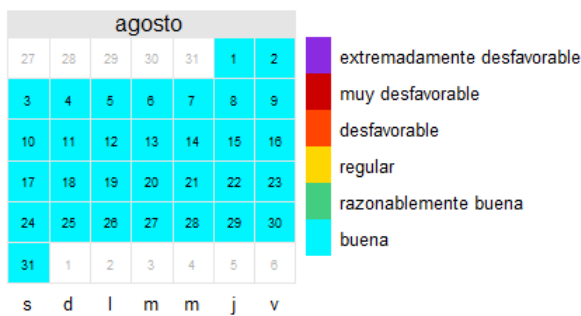 agosto
27 28 29 30 31 1 2
3 4 5 6 7 8 9
10 11 12 13 14 15 16
17 18 19 20 21 22 23
24 25 26 27 28 29 30
31 1 2 3 4 5 6
s d l m m j v
extremadamente desfavorable
muy desfavorable
desfavorable
regular
razonablemente buena
buena